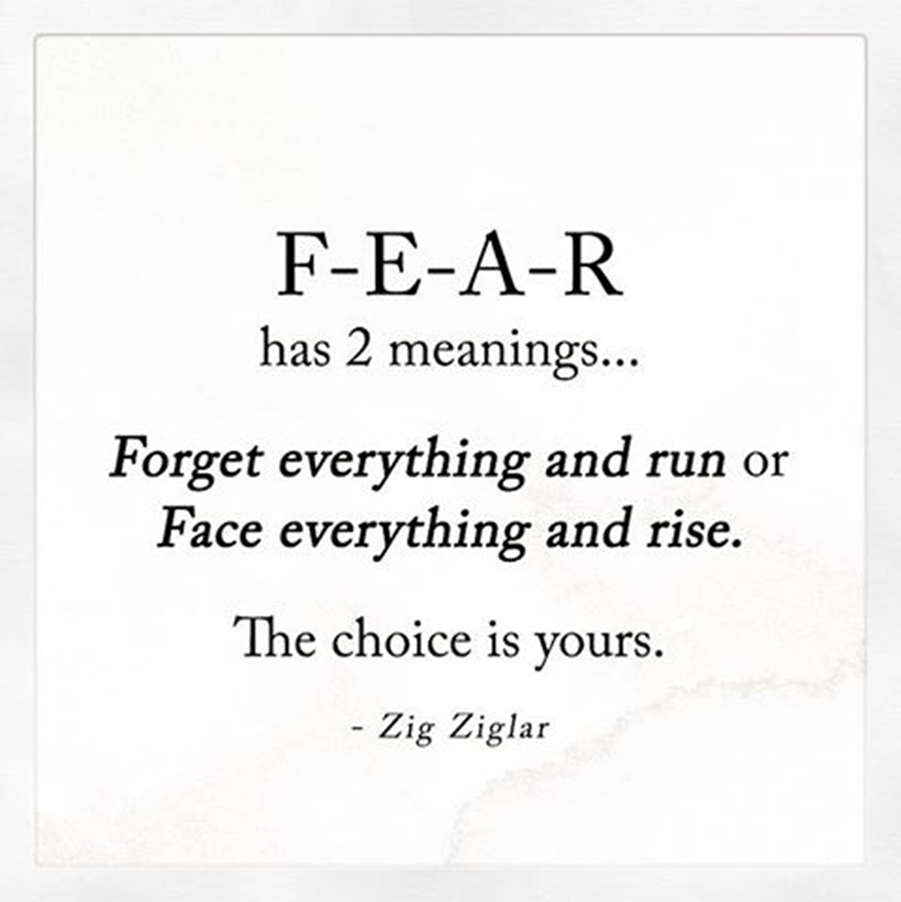 F-E-A-R
has 2 meanings...
Forget everything and run or
Face everything and rise.
The choice is yours.
- Zig Ziglar